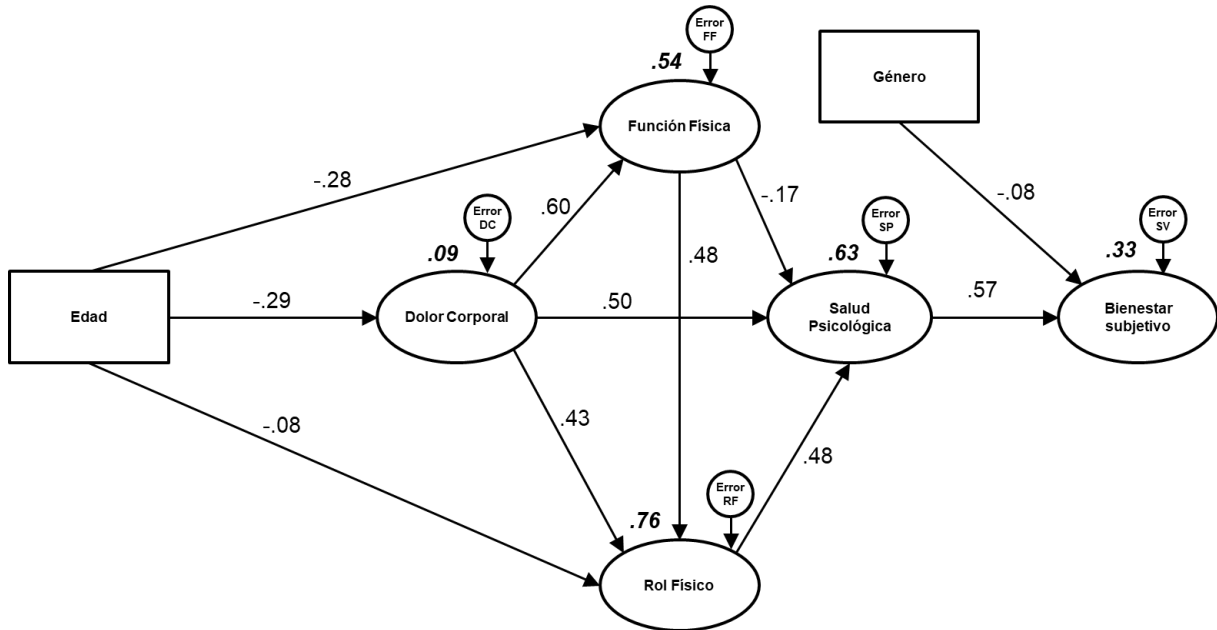 Error
FF
.54
Función Física
Género
-.28
.60
-.17
-.08
Error
DC
.09
.48
Error
SP
.63
Error
SV
.33
Edad
-.29
Dolor Corporal
.50
Salud
Psicológica
.57
Bienestar
subjetivo
-.08
.43
.48
Error
RF
.76
Rol Físico